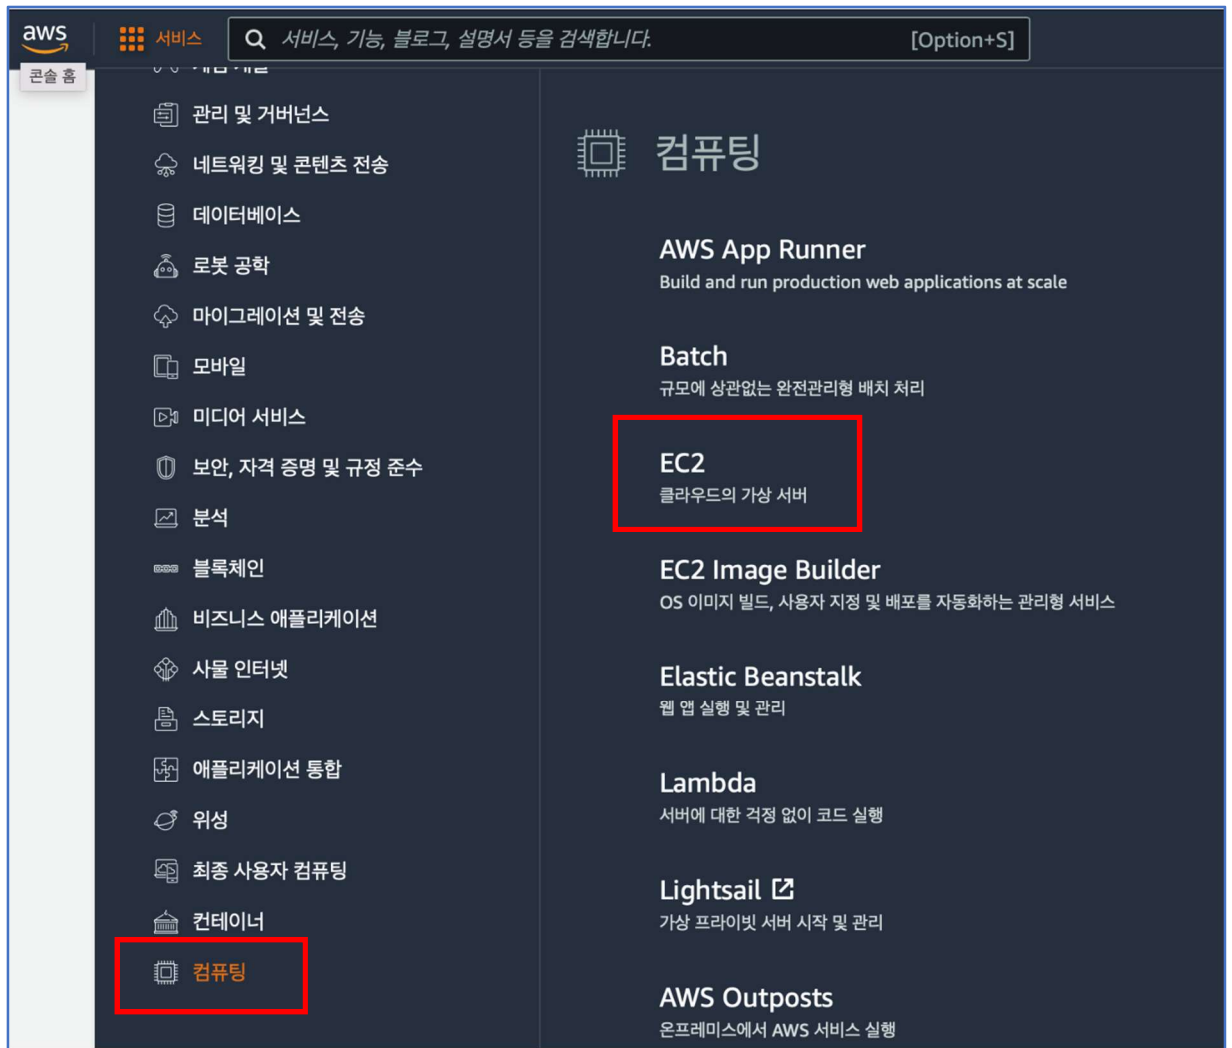 aws
서비스
서비스, 기능, 블로그, 설명서 등을 검색합니다.
[Option+S]
콘솔 홈
관리 및 거버넌스
네트워킹 및 콘텐츠 전송
데이터베이스
로봇 공학
마이그레이션 및 전송
모바일
미디어 서비스
보안, 자격 증명 및 규정 준수
분석
블록체인
비즈니스 애플리케이션
사물 인터넷
스토리지
애플리케이션 통합
위성
최종 사용자 컴퓨팅
컨테이너
컴퓨팅
컴퓨팅
AWS App Runner
Build and run production web applications at scale
Batch
규모에 상관없는 완전관리형 배치 처리
EC2
클라우드의 가상 서버
EC2 Image Builder
OS 이미지 빌드, 사용자 지정 및 배포를 자동화하는 관리형 서비스
Elastic Beanstalk
웹 앱 실행 및 관리
Lambda
서버에 대한 걱정 없이 코드 실행
Lightsail
가상 프라이빗 서버 시작 및 관리
AWS Outposts
온프레미스에서 AWS 서비스 실행